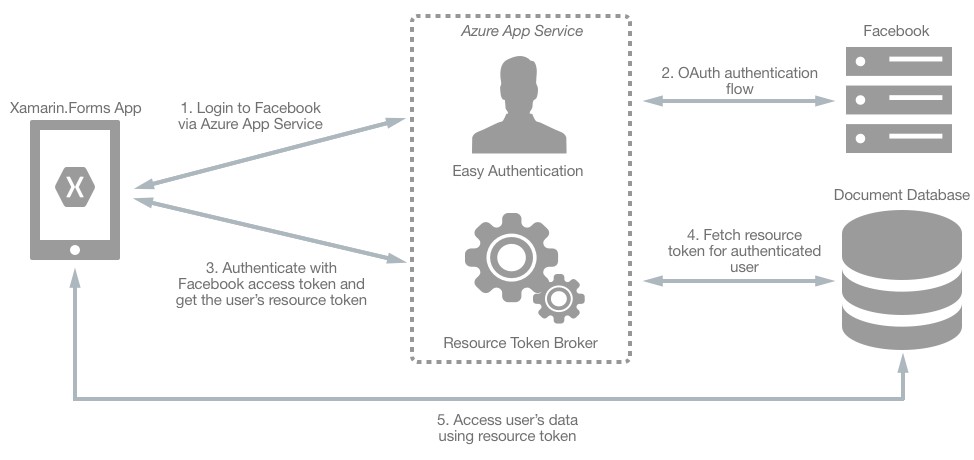 Azure App Service
Facebook
Xamarin.Forms App
X
1. Login to Facebook
via Azure App Service
2. OAuth authentication
flow
Easy Authentication
Document Database
3. Authenticate with
Facebook access token and
get the user’s resource token
4. Fetch resource
token for authenticated
user
Resource Token Broker
5. Access user’s data
using resource token